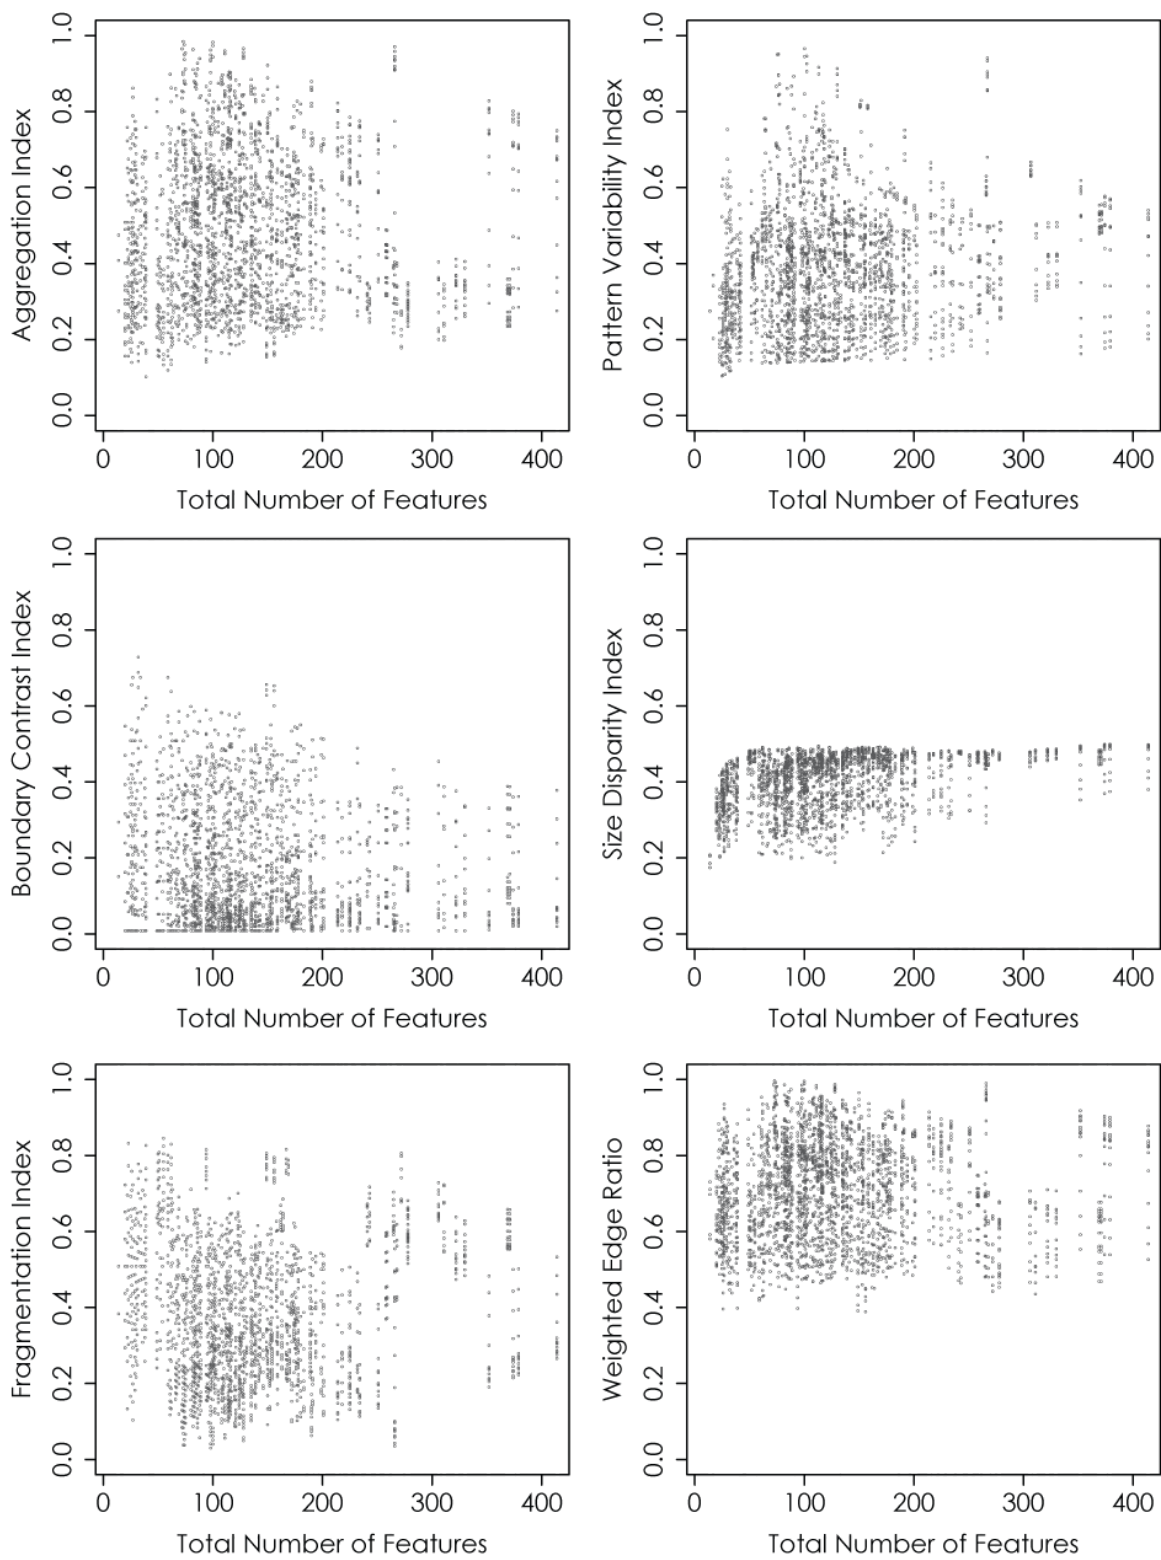 Aggregation Index
1.0
0.8
0.6
0.4
0.2
0.0
0 100 200 300 400
Total Number of Features
Pattern Variability Index
1.0
0.8
0.6
0.4
0.2
0.0
0 100 200 300 400
Total Number of Features
Boundary Contrast Index
1.0
0.8
0.6
0.4
0.2
0.0
0 100 200 300 400
Total Number of Features
Size Disparity Index
1.0
0.8
0.6
0.4
0.2
0.0
0 100 200 300 400
Total Number of Features
Fragmentation Index
1.0
0.8
0.6
0.4
0.2
0.0
0 100 200 300 400
Total Number of Features
Weighted Edge Ratio
1.0
0.8
0.6
0.4
0.2
0.0
0 100 200 300 400
Total Number of Features